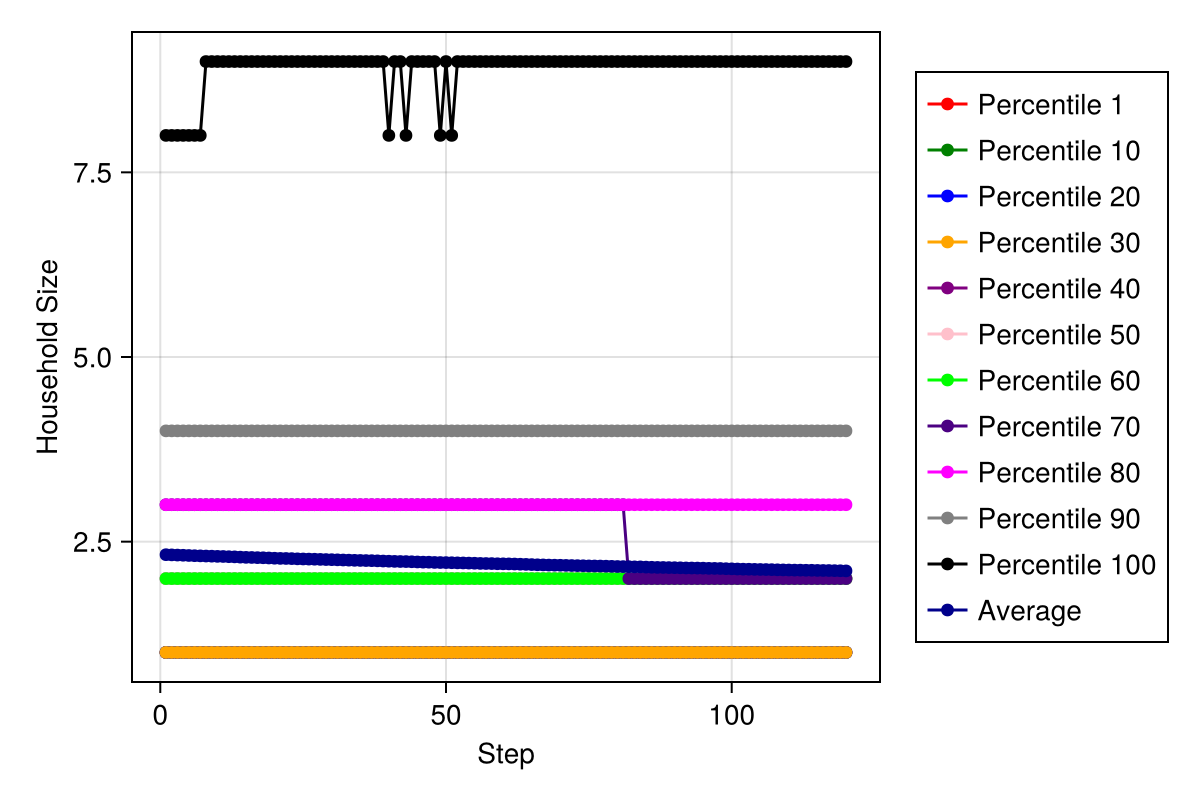 7.5
5.0
2.5
Household Size
0
50
100
Step
Percentile 1
Percentile 10
Percentile 20
Percentile 30
Percentile 40
Percentile 50
Percentile 60
Percentile 70
Percentile 80
Percentile 90
Percentile 100
Average